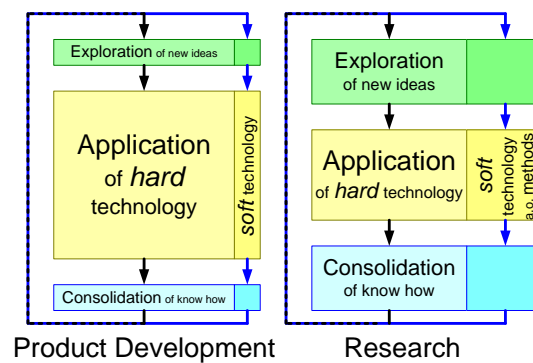 Exploration of new ideas
Application
of hard
technology
soft technology
Consolidation of know how
Product Development
Exploration
of new ideas
Application
of hard technology
soft
technology
a.o. methods
Consolidation
of know how
Research